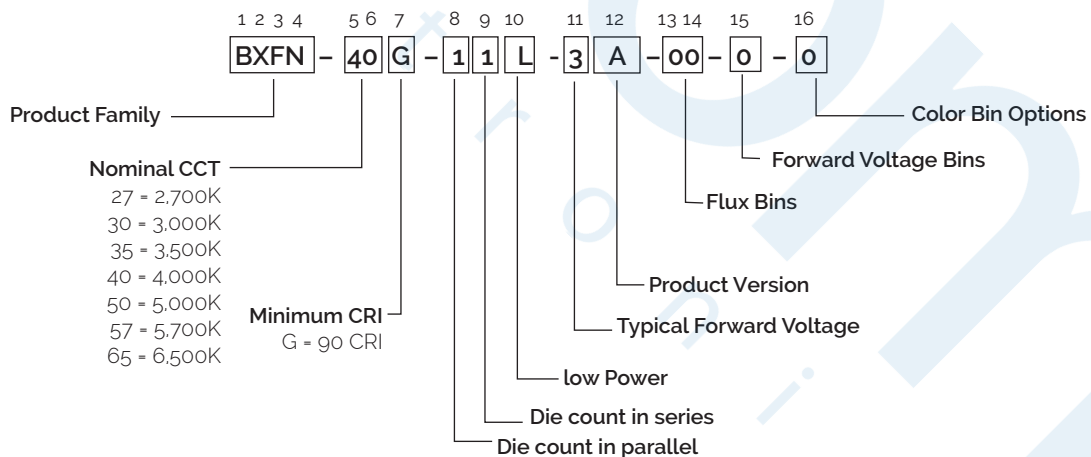 1 2 3 4 5 6 7 8 9 10 11 12 13 14 15 16
BXFN – 40 G – 1 1 L - 3 A – 00 – 0 – 0
Product Family
Color Bin Options
Nominal CCT
Forward Voltage Bins
27 = 2,700K
30 = 3,000K
Flux Bins
35 = 3,500K
40 = 4,000K
50 = 5,000K
57 = 5,700K
65 = 6,500K
Minimum CRI
G = 90 CRI
Product Version
Typical Forward Voltage
low Power
Die count in series
Die count in parallel